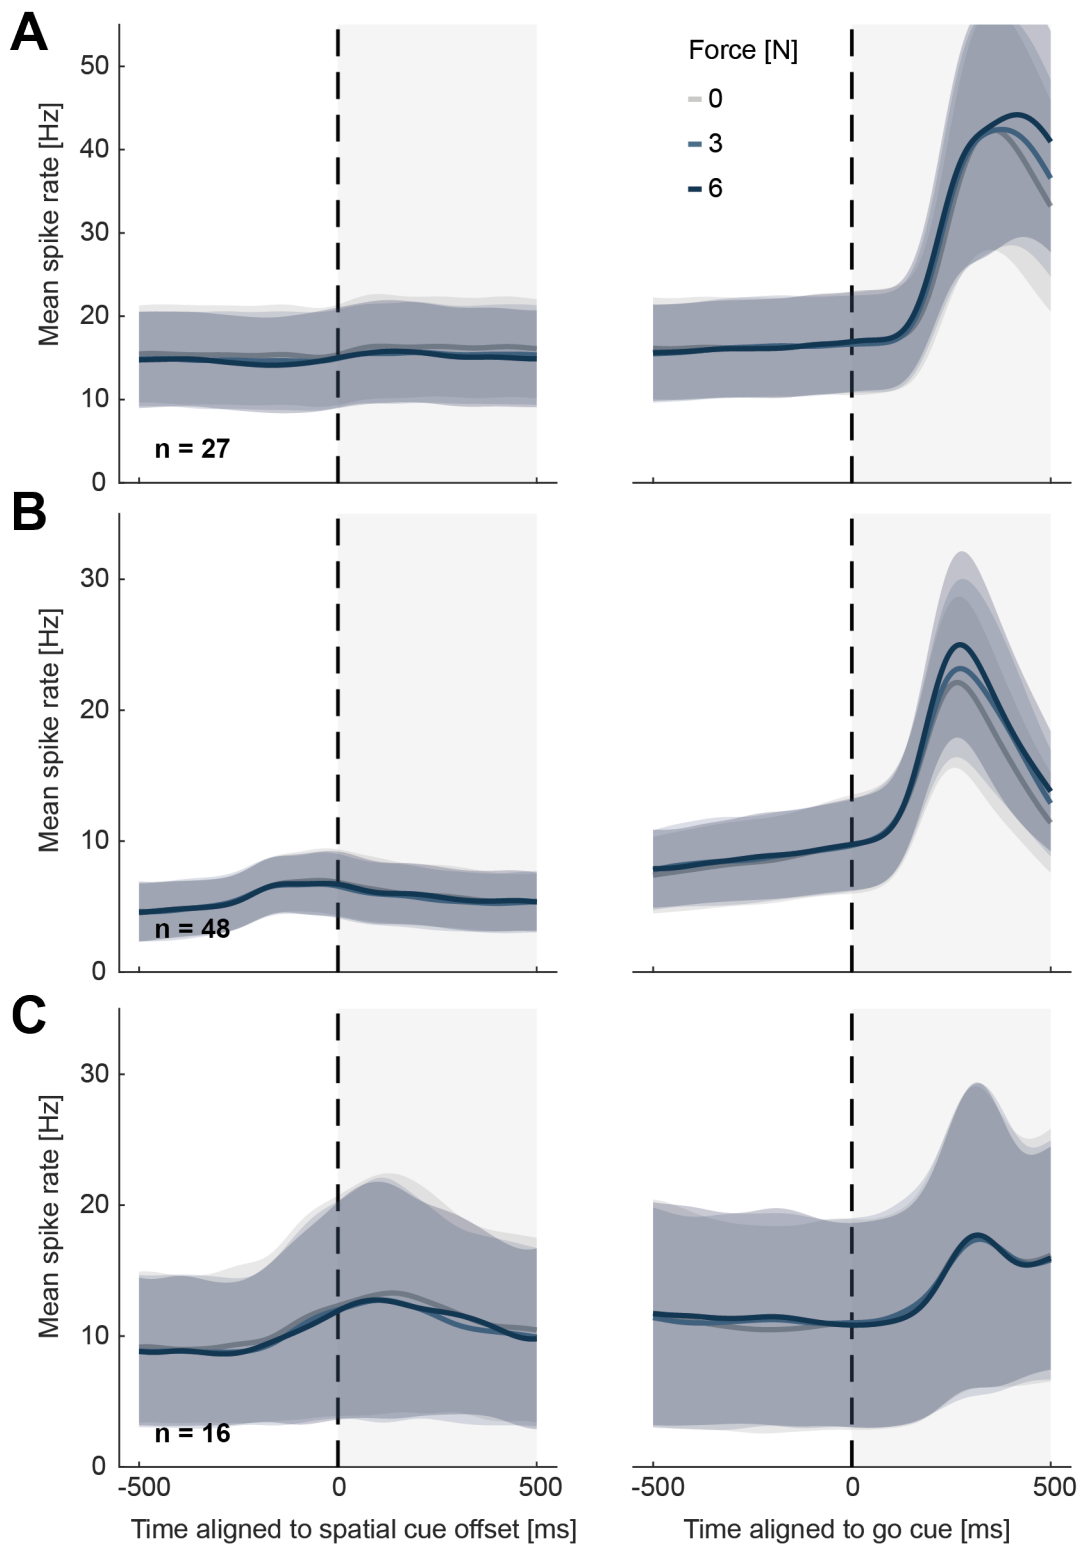 A
Mean spike rate [Hz]
50
40
30
20
10
0
n = 27
Force [N]
0
3
6
B
Mean spike rate [Hz]
30
20
10
0
n = 48
C
Mean spike rate [Hz]
30
20
10
0
n = 16
-500 0 500
Time aligned to spatial cue offset [ms]
-500 0 500
Time aligned to go cue [ms]